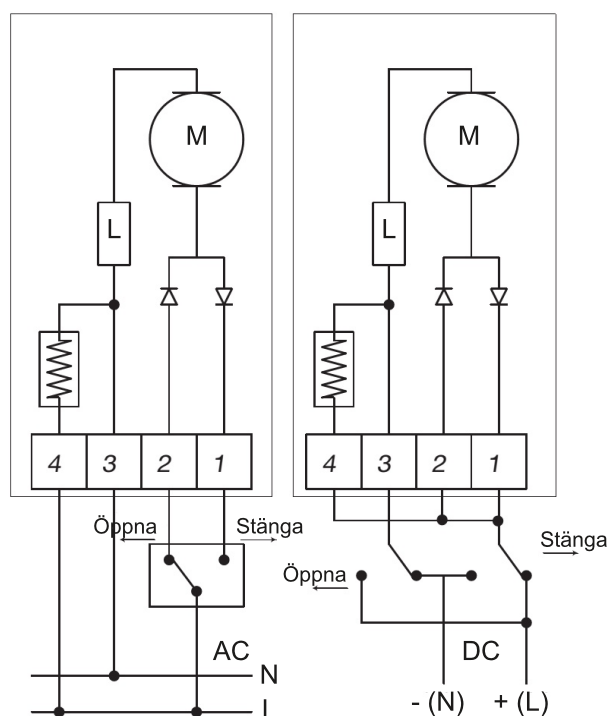 M
L
4 3 2 1
Öppna
Stänga
AC
N
L
M
L
4 3 2 1
Stänga
Öppna
DC
- (N) + (L)